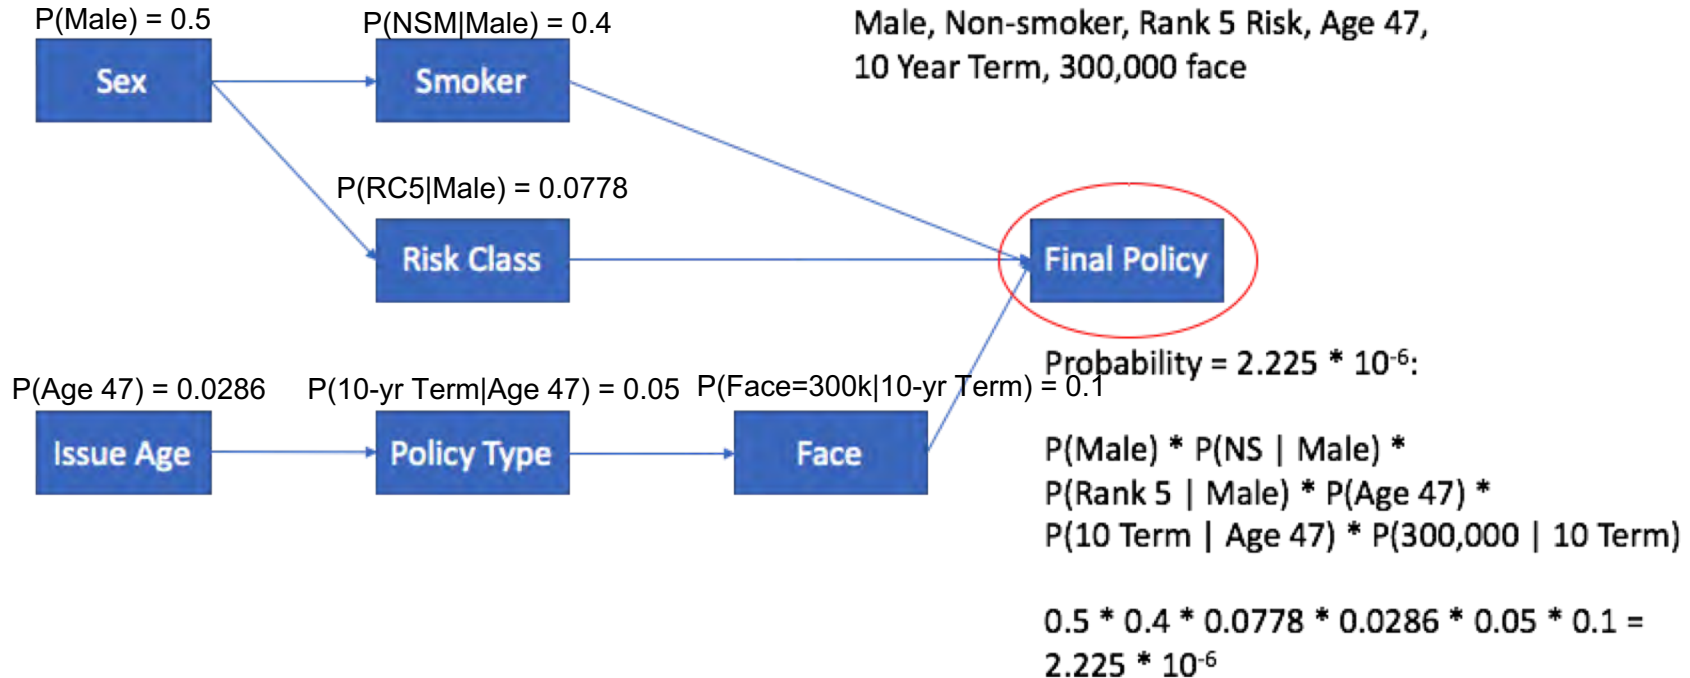 P(Male) = 0.5
P(NSM|Male) = 0.4
Male, Non-smoker, Rank 5 Risk, Age 47,
10 Year Term, 300,000 face
Sex
Smoker
P(RC5|Male) = 0.0778
Risk Class
Final Policy
P(Age 47) = 0.0286
P(10-yr Term|Age 47) = 0.05
P(Face=300k|10-yr Term) = 0.1
Issue Age
Policy Type
Face
Probability = 2.225 * 10⁻⁶:
P(Male) * P(NS | Male) *
P(Rank 5 | Male) * P(Age 47) *
P(10 Term | Age 47) * P(300,000 | 10 Term)
0.5 * 0.4 * 0.0778 * 0.0286 * 0.05 * 0.1 =
2.225 * 10⁻⁶